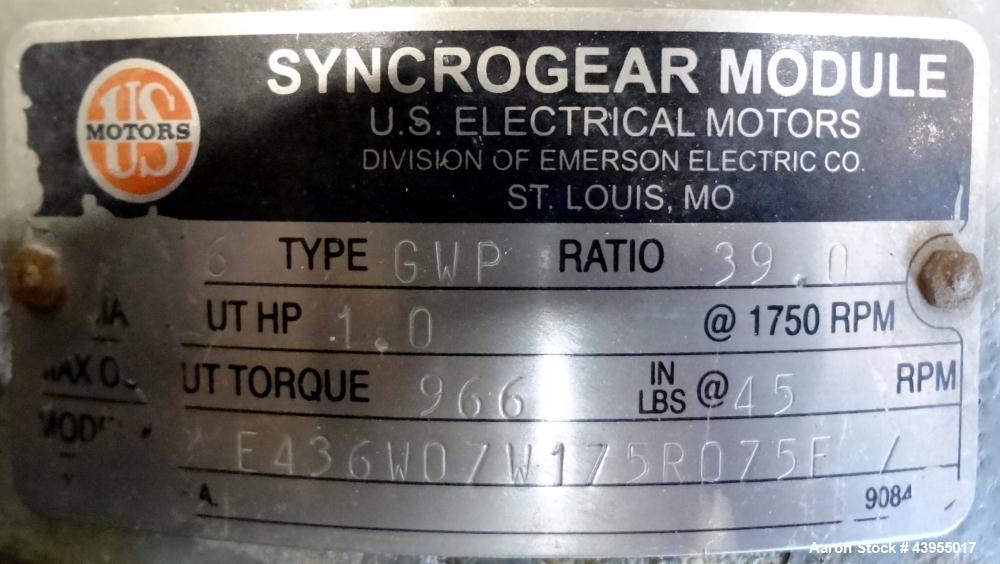 SYNCROGEAR MODULE
US MOTORS
U.S. ELECTRICAL MOTORS
DIVISION OF EMERSON ELECTRIC CO.
ST. LOUIS, MO
6 TYPE GWP RATIO 39.0
UT HP 1.0 @ 1750 RPM
UT TORQUE 966 IN LBS @ 45 RPM
E436W07W175R075F /
9084
Aaron Stock # 43955017